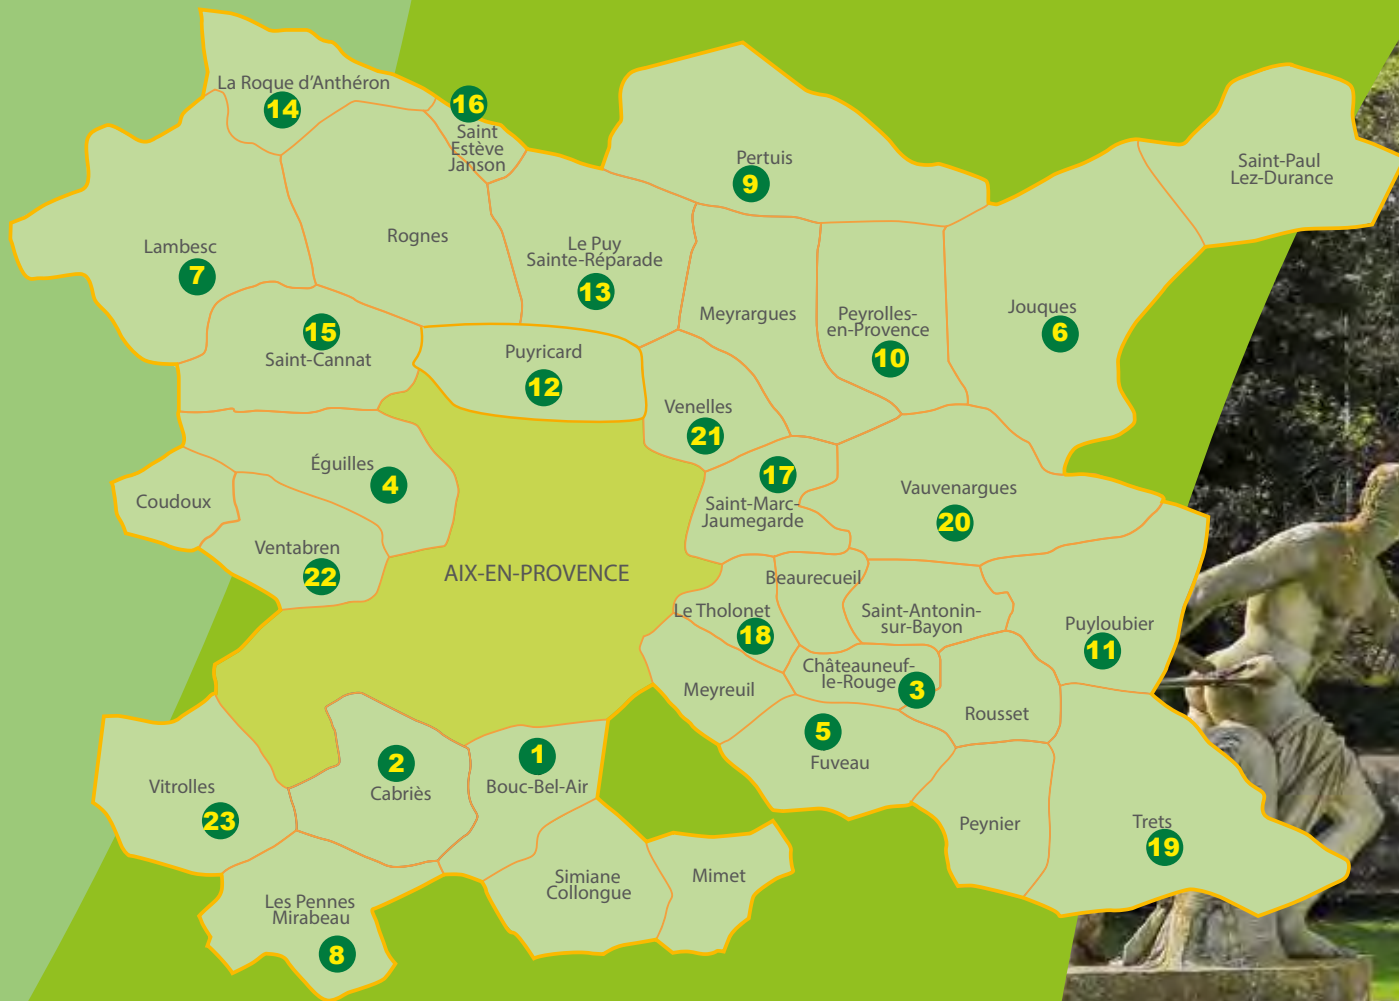 La Roque d'Anthéron
14
16
Saint
Estève
Janson
Pertuis
9
Saint-Paul
Lez-Durance
Lambesc
7
Rognes
Le Puy
Sainte-Réparade
13
Meyrargues
Peyrolles-
en-Provence
10
Jouques
6
15
Saint-Cannat
Puyricard
12
Venelles
21
Éguilles
4
17
Saint-Marc-
Jaumegarde
Vauvenargues
20
Coudoux
Ventabren
22
AIX-EN-PROVENCE
Beaurecueil
Le Tholonet
18
Saint-Antonin-
sur-Bayon
Puyloubier
11
Châteauneuf-
le-Rouge
3
Meyreuil
Rousset
5
Fuveau
Vitrolles
23
2
Cabriès
1
Bouc-Bel-Air
Peynier
Trets
19
Simiane
Collongue
Mimet
Les Pennes
Mirabeau
8